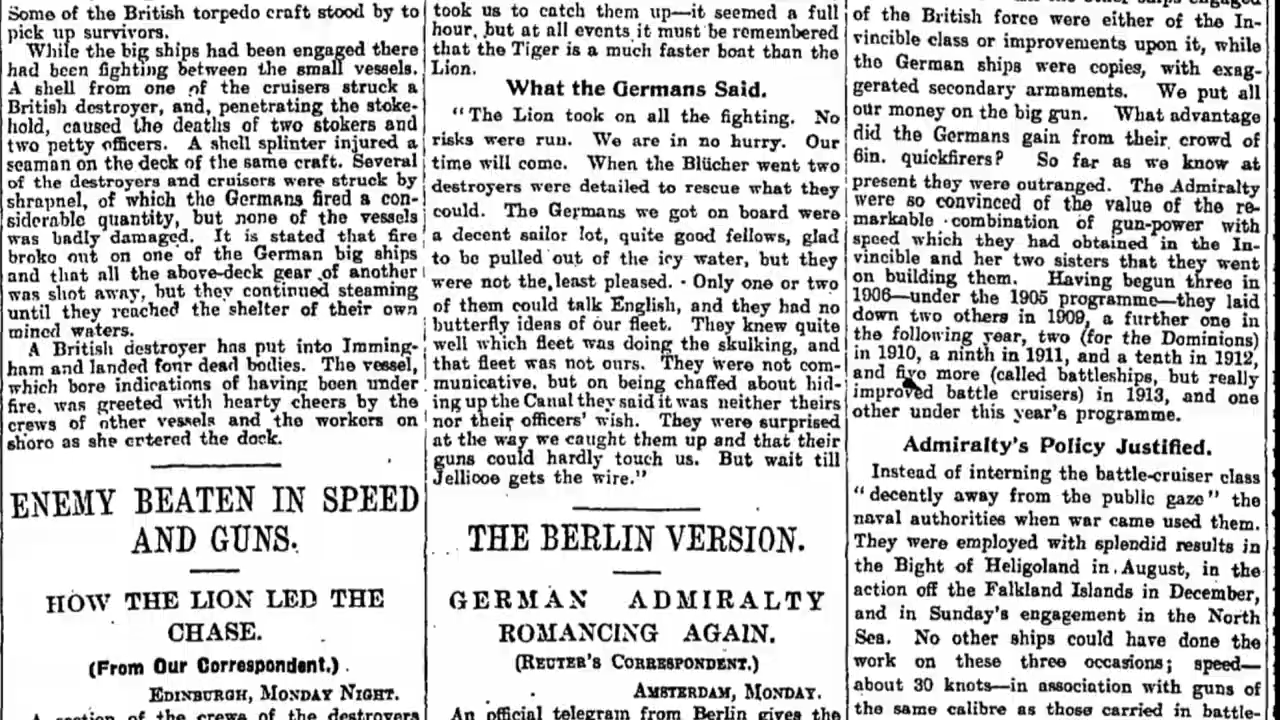 Some of the British torpedo craft stood by to
pick up survivors.
While the big ships had been engaged there
had been fighting between the small vessels.
A shell from one of the cruisers struck a
British destroyer, and, penetrating the stoke-
hold, caused the deaths of two stokers and
two petty officers. A shell splinter injured a
seaman on the deck of the same craft. Several
of the destroyers and cruisers were struck by
shrapnel, of which the Germans fired a con-
siderable quantity, but none of the vessels
was badly damaged. It is stated that fire
broke out on one of the German big ships
and that all the above-deck gear of another
was shot away, but they continued steaming
until they reached the shelter of their own
mined waters.
A British destroyer has put into Imming-
ham and landed four dead bodies. The vessel,
which bore indications of having been under
fire, was greeted with hearty cheers by the
crews of other vessels and the workers on
shore as she entered the dock.
ENEMY BEATEN IN SPEED
AND GUNS.
HOW THE LION LED THE
CHASE.
(From Our Correspondent.)
EDINBURGH, MONDAY NIGHT.
A section of the crews of the destroyers
took us to catch them up—it seemed a full
hour, but at all events it must be remembered
that the Tiger is a much faster boat than the
Lion.
What the Germans Said.
"The Lion took on all the fighting. No
risks were run. We are in no hurry. Our
time will come. When the Blücher went two
destroyers were detailed to rescue what they
could. The Germans we got on board were
a decent sailor lot, quite good fellows, glad
to be pulled out of the icy water, but they
were not the least pleased. Only one or two
of them could talk English, and they had no
butterfly ideas of our fleet. They knew quite
well which fleet was doing the skulking, and
that fleet was not ours. They were not com-
municative, but on being chaffed about hid-
ing up the Canal they said it was neither theirs
nor their officers' wish. They were surprised
at the way we caught them up and that their
guns could hardly touch us. But wait till
Jellicoe gets the wire."
THE BERLIN VERSION.
GERMAN ADMIRALTY
ROMANCING AGAIN.
(REUTER'S CORRESPONDENT.)
AMSTERDAM, MONDAY.
An official telegram from Berlin gives the
of the British force were either of the In-
vincible class or improvements upon it, while
the German ships were copies, with exag-
gerated secondary armaments. We put all
our money on the big gun. What advantage
did the Germans gain from their crowd of
6in. quickfirers? So far as we know at
present they were outranged. The Admiralty
were so convinced of the value of the re-
markable combination of gun-power with
speed which they had obtained in the In-
vincible and her two sisters that they went
on building them. Having begun three in
1906—under the 1905 programme—they laid
down two others in 1909, a further one in
the following year, two (for the Dominions)
in 1910, a ninth in 1911, and a tenth in 1912,
and five more (called battleships, but really
improved battle cruisers) in 1913, and one
other under this year's programme.
Admiralty's Policy Justified.
Instead of interning the battle-cruiser class
"decently away from the public gaze" the
naval authorities when war came used them.
They were employed with splendid results in
the Bight of Heligoland in August, in the
action off the Falkland Islands in December,
and in Sunday's engagement in the North
Sea. No other ships could have done the
work on these three occasions; speed—
about 30 knots—in association with guns of
the same calibre as those carried in battle-